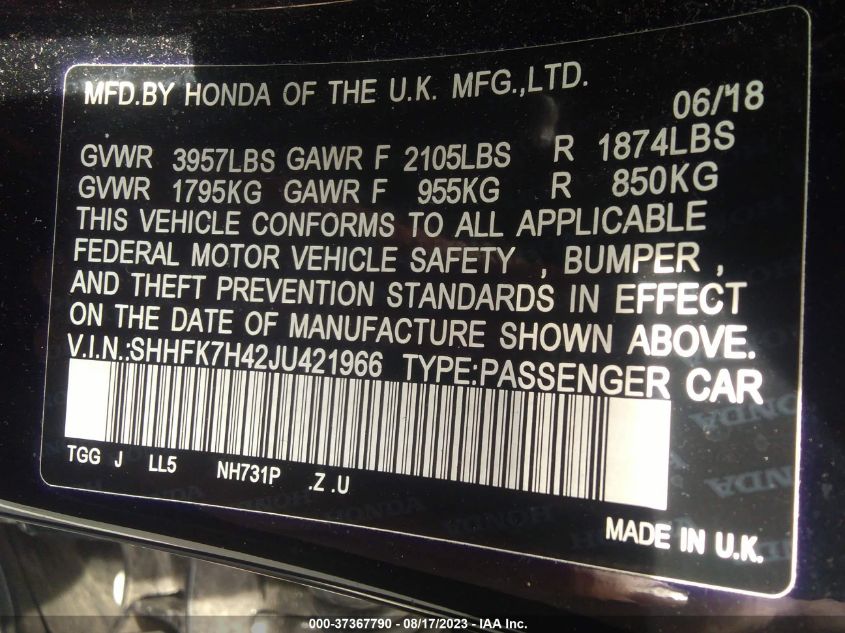 MFD.BY HONDA OF THE U.K. MFG.,LTD.
06/18
GVWR 3957LBS GAWR F 2105LBS R 1874LBS
GVWR 1795KG GAWR F 955KG R 850KG
THIS VEHICLE CONFORMS TO ALL APPLICABLE
FEDERAL MOTOR VEHICLE SAFETY , BUMPER ,
AND THEFT PREVENTION STANDARDS IN EFFECT
ON THE DATE OF MANUFACTURE SHOWN ABOVE.
V.I.N.:SHHFK7H42JU421966 TYPE:PASSENGER CAR
TGG J LL5 NH731P .Z .U
HONDA
MADE IN U.K.
000-37367790 - 08/17/2023 - IAA Inc.